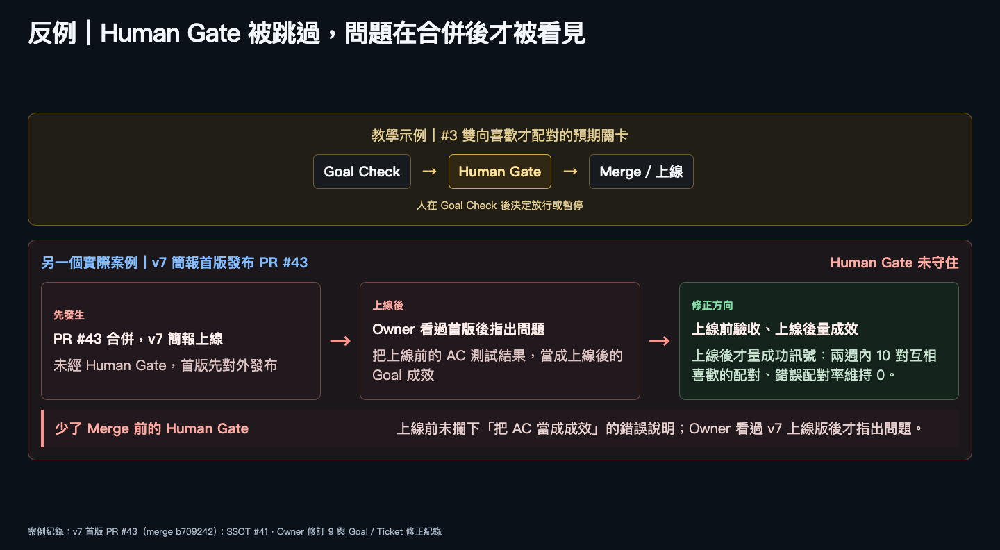 反例｜Human Gate 被跳過，問題在合併後才被看見
教學示例｜#3 雙向喜歡才配對的預期關卡
Goal Check → Human Gate → Merge / 上線
人在 Goal Check 後決定放行或暫停
另一個實際案例｜v7 簡報首版發布 PR #43
Human Gate 未守住
先發生
PR #43 合併，v7 簡報上線
未經 Human Gate，首版先對外發布
→
上線後
Owner 看過首版後指出問題
把上線前的 AC 測試結果，當成上線後的
Goal 成效
→
修正方向
上線前驗收、上線後量成效
上線後才量成功訊號：兩週內 10 對互相
喜歡的配對、錯誤配對率維持 0。
少了 Merge 前的 Human Gate
上線前未攔下「把 AC 當成成效」的錯誤說明；Owner 看過 v7 上線版後才指出問題。
案例紀錄：v7 首版 PR #43（merge b709242）；SSOT #41，Owner 修訂 9 與 Goal / Ticket 修正紀錄